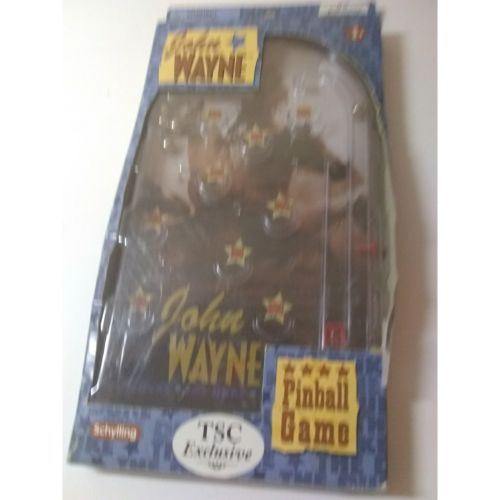 John
WAYNE
John
WAYNE
Pinball
Game
Schylling
TSC
Exclusive